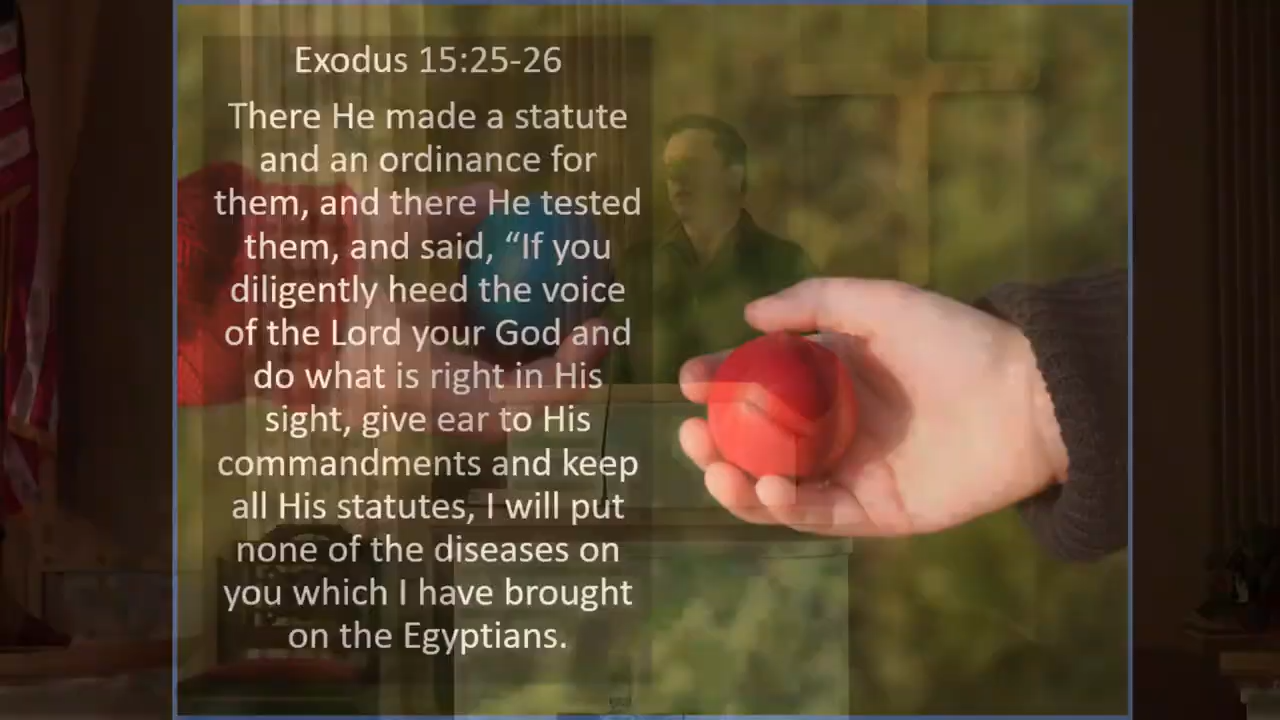 Exodus 15:25-26
There He made a statute
and an ordinance for
them, and there He tested
them, and said, “If you
diligently heed the voice
of the Lord your God and
do what is right in His
sight, give ear to His
commandments and keep
all His statutes, I will put
none of the diseases on
you which I have brought
on the Egyptians.